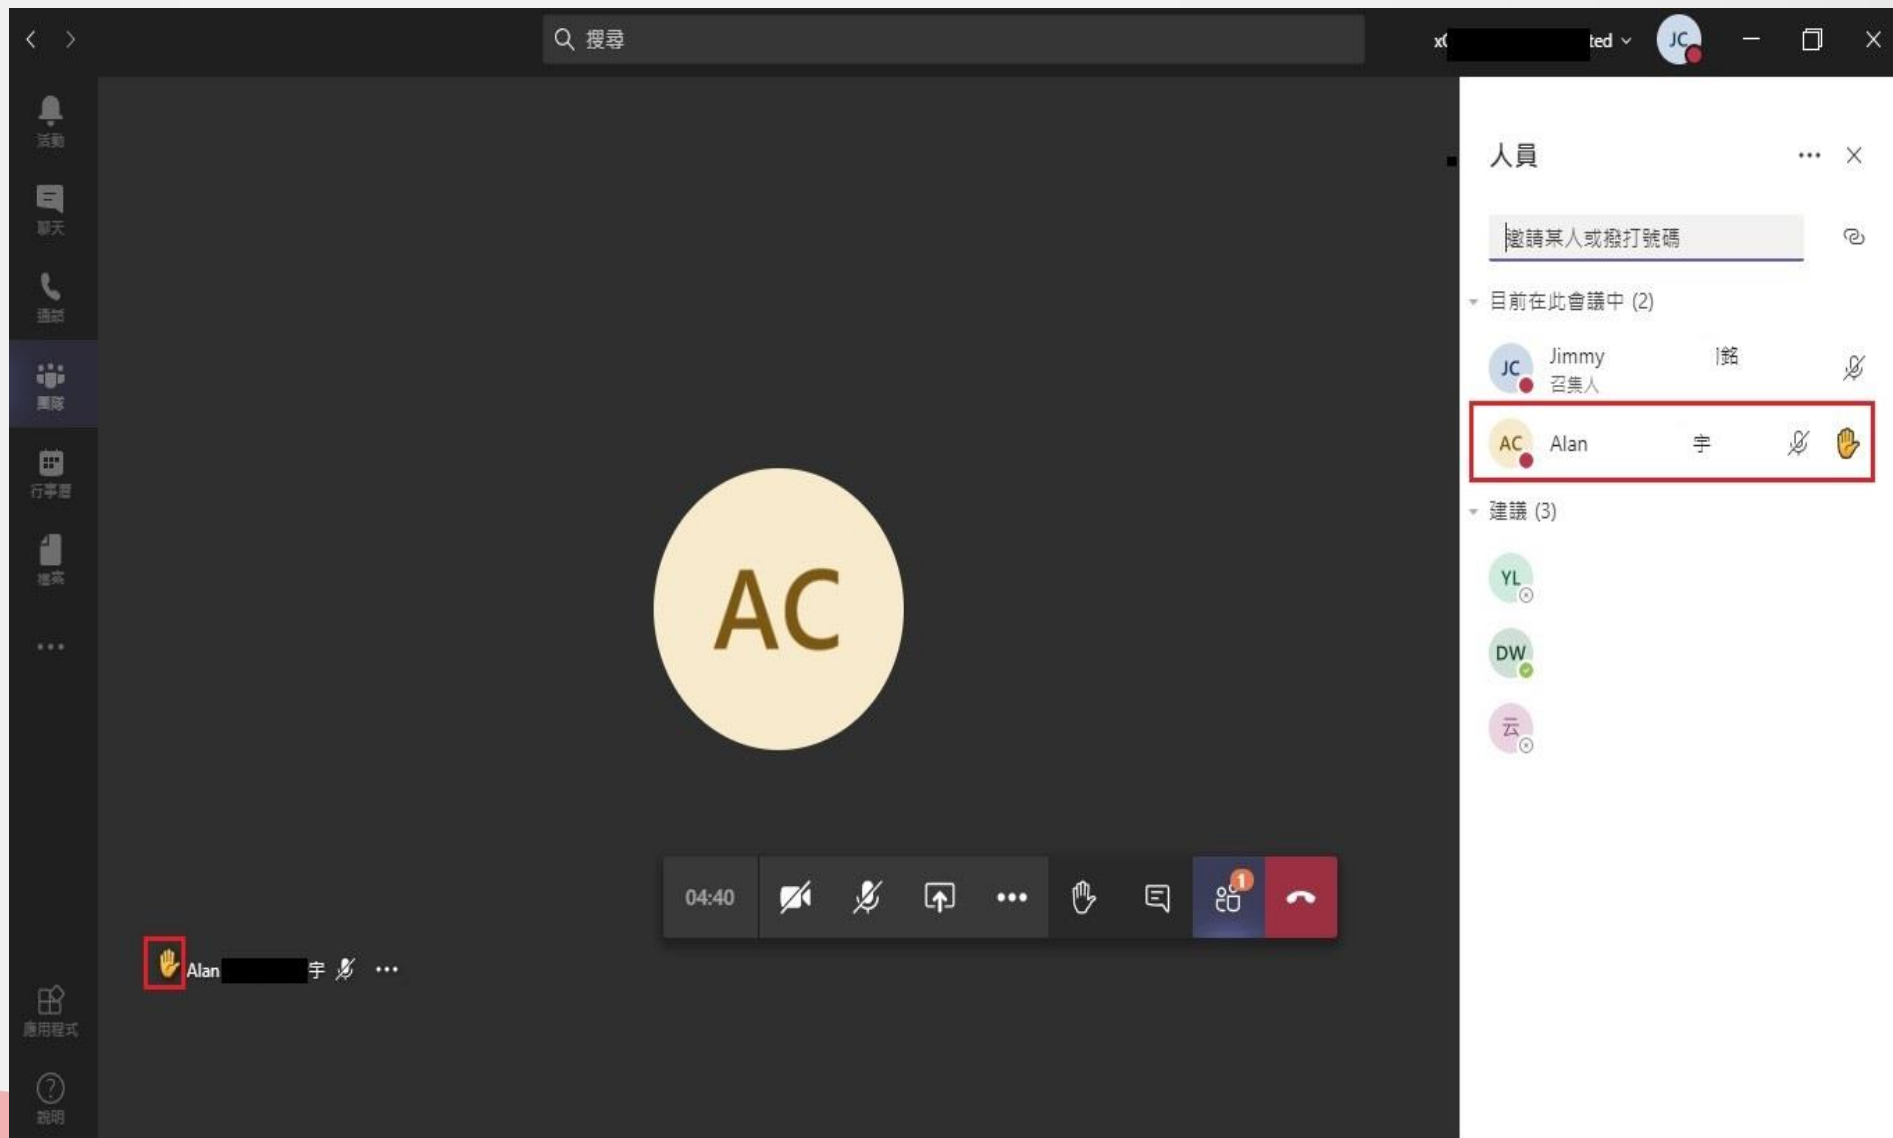 搜尋
ted
JC
活動
聊天
通話
團隊
行事曆
檔案
應用程式
說明
AC
04:40
1
Alan 宇
人員
邀請某人或撥打號碼
目前在此會議中 (2)
JC Jimmy 銘
召集人
AC Alan 宇
建議 (3)
YL
DW
云